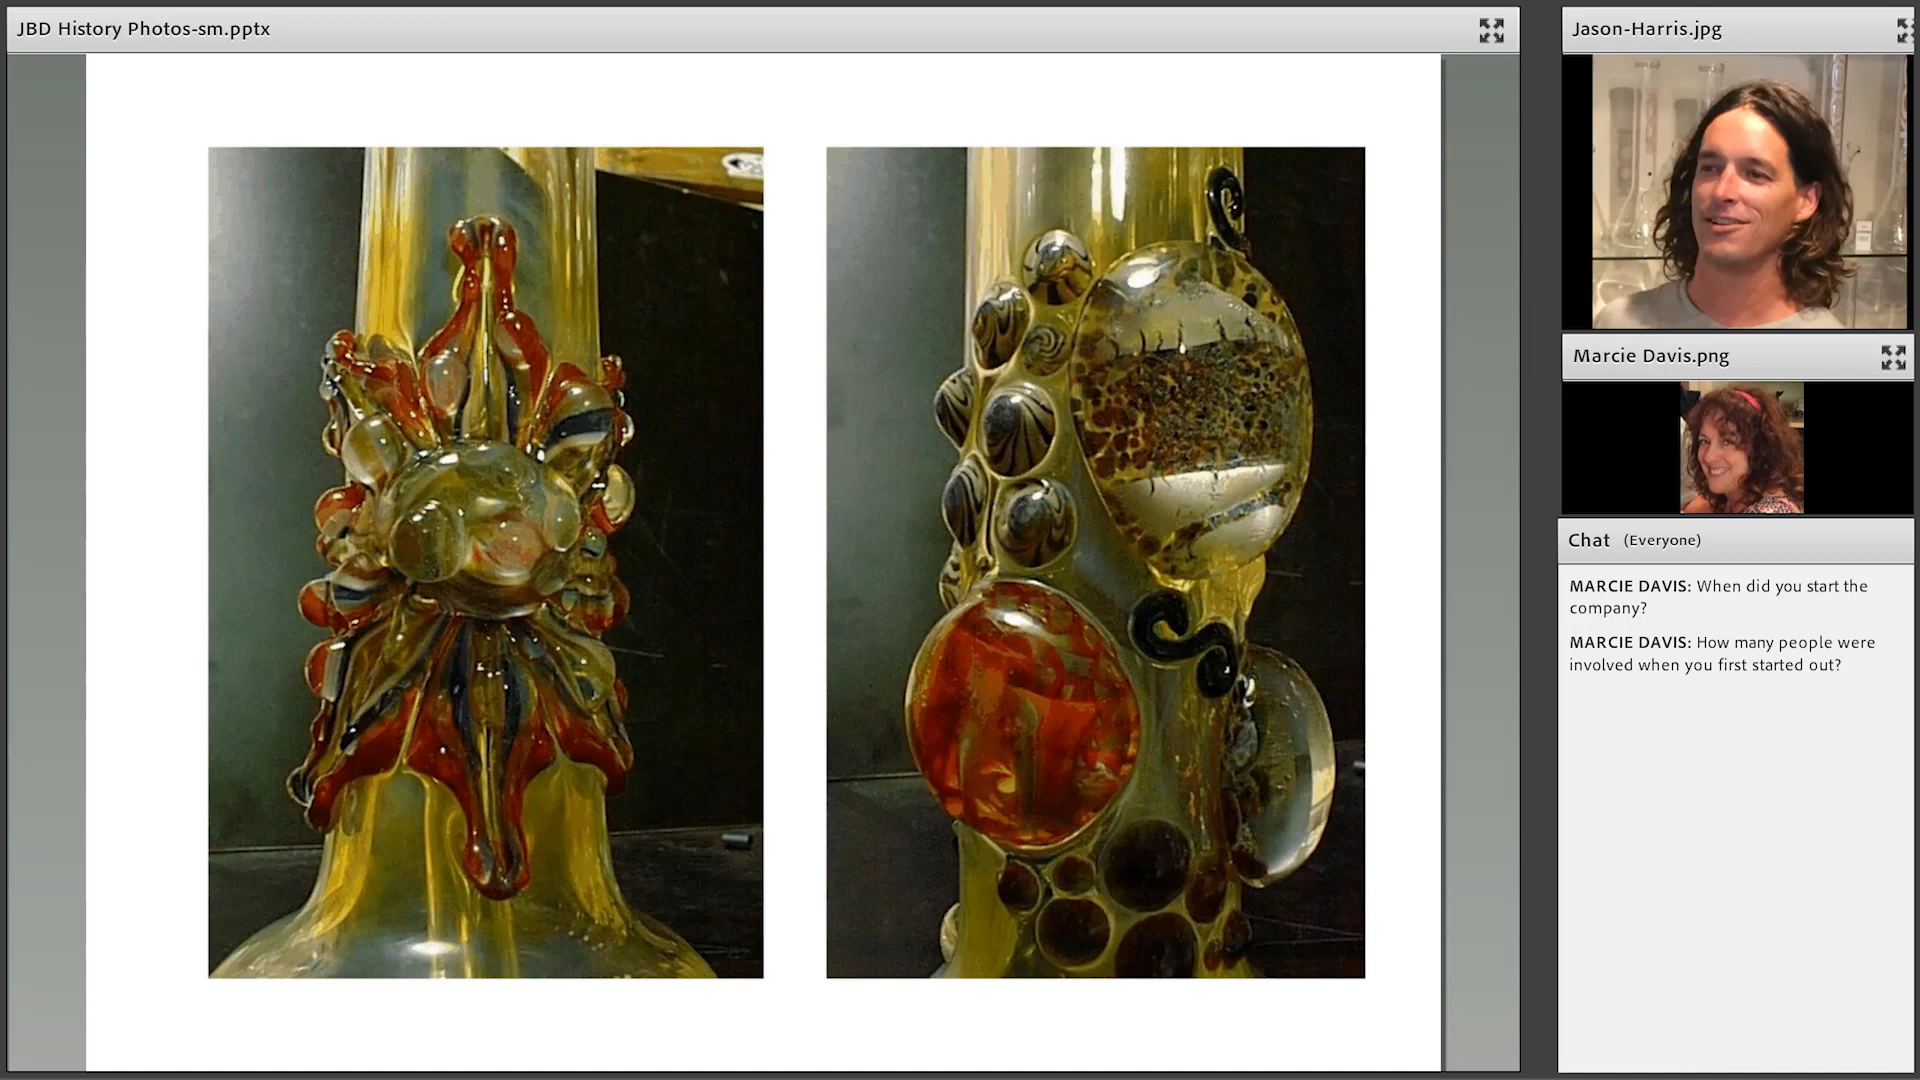 JBD History Photos-sm.pptx
Jason-Harris.jpg
Marcie Davis.png
Chat (Everyone)
MARCIE DAVIS: When did you start the
company?
MARCIE DAVIS: How many people were
involved when you first started out?